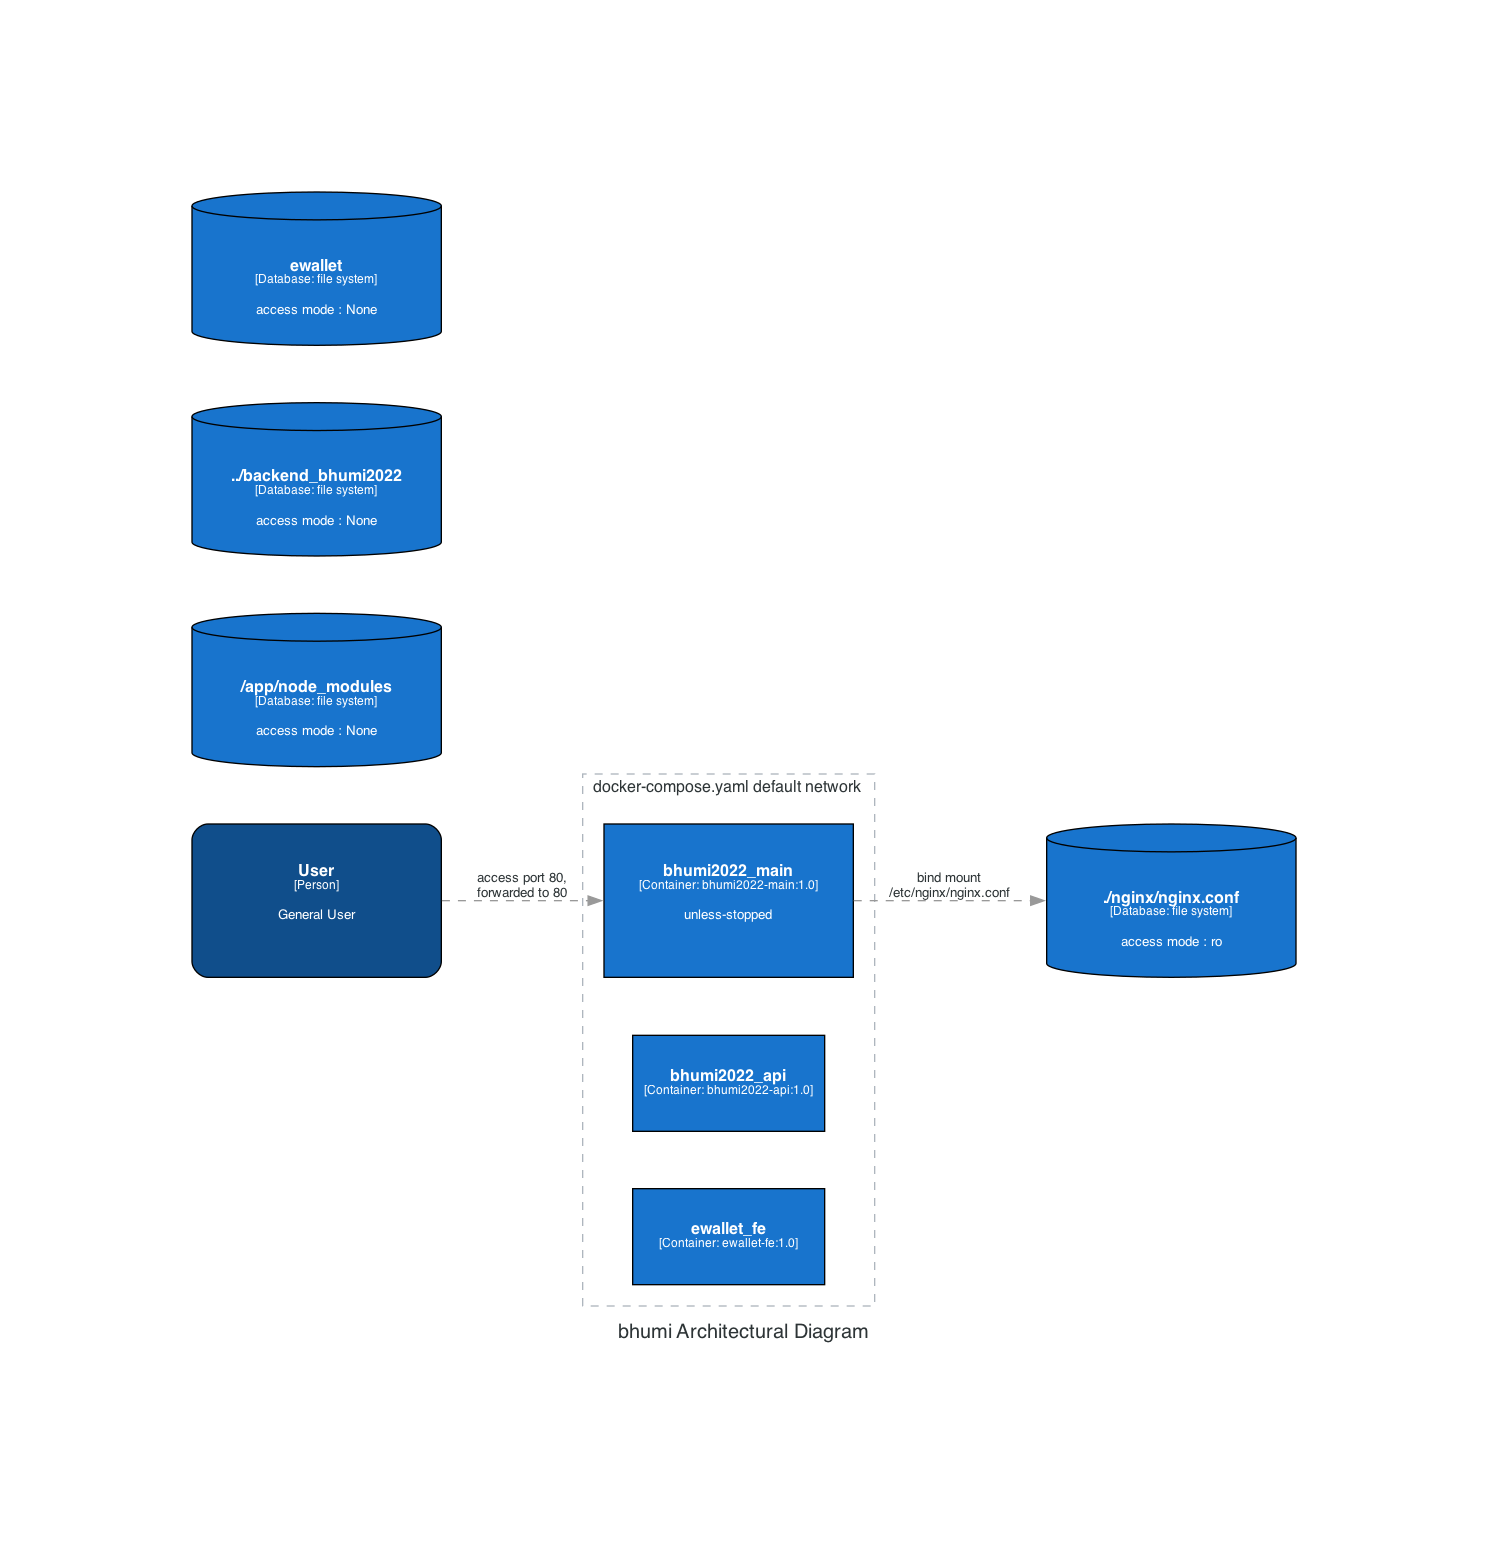 ewallet
[Database: file system]
access mode : None
../backend_bhumi2022
[Database: file system]
access mode : None
/app/node_modules
[Database: file system]
access mode : None
docker-compose.yaml default network
User
[Person]
General User
access port 80,
forwarded to 80
bhumi2022_main
[Container: bhumi2022-main:1.0]
unless-stopped
bind mount
/etc/nginx/nginx.conf
./nginx/nginx.conf
[Database: file system]
access mode : ro
bhumi2022_api
[Container: bhumi2022-api:1.0]
ewallet_fe
[Container: ewallet-fe:1.0]
bhumi Architectural Diagram